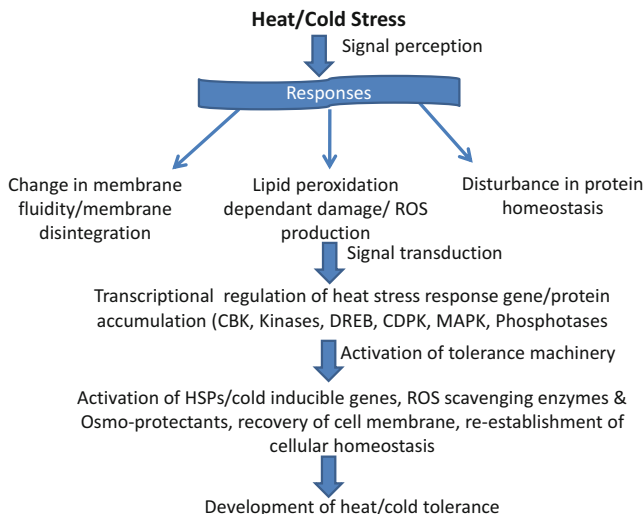 Heat/Cold Stress
Signal perception
Responses
Change in membrane
fluidity/membrane
disintegration
Lipid peroxidation
dependant damage/ ROS
production
Disturbance in protein
homeostasis
Signal transduction
Transcriptional regulation of heat stress response gene/protein
accumulation (CBK, Kinases, DREB, CDPK, MAPK, Phosphotases
Activation of tolerance machinery
Activation of HSPs/cold inducible genes, ROS scavenging enzymes &
Osmo-protectants, recovery of cell membrane, re-establishment of
cellular homeostasis
Development of heat/cold tolerance